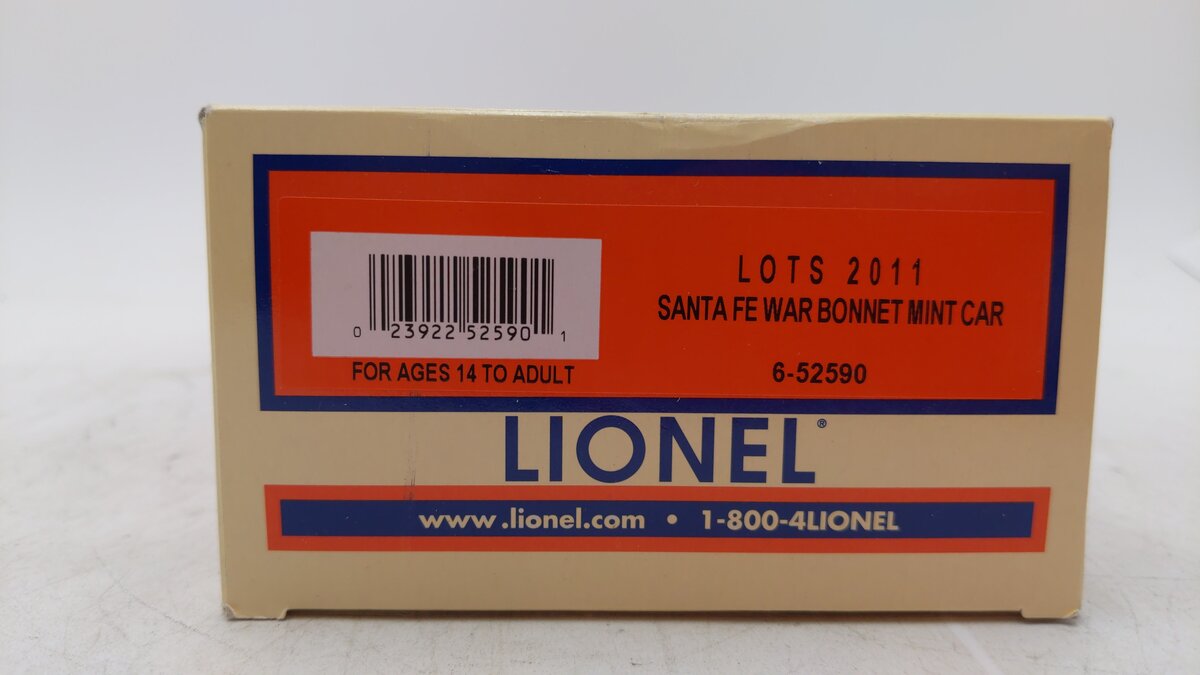 LOTS 2011
SANTA FE WAR BONNET MINT CAR
0 23922 52590 1
FOR AGES 14 TO ADULT
6-52590
LIONEL®
www.lionel.com • 1-800-4LIONEL